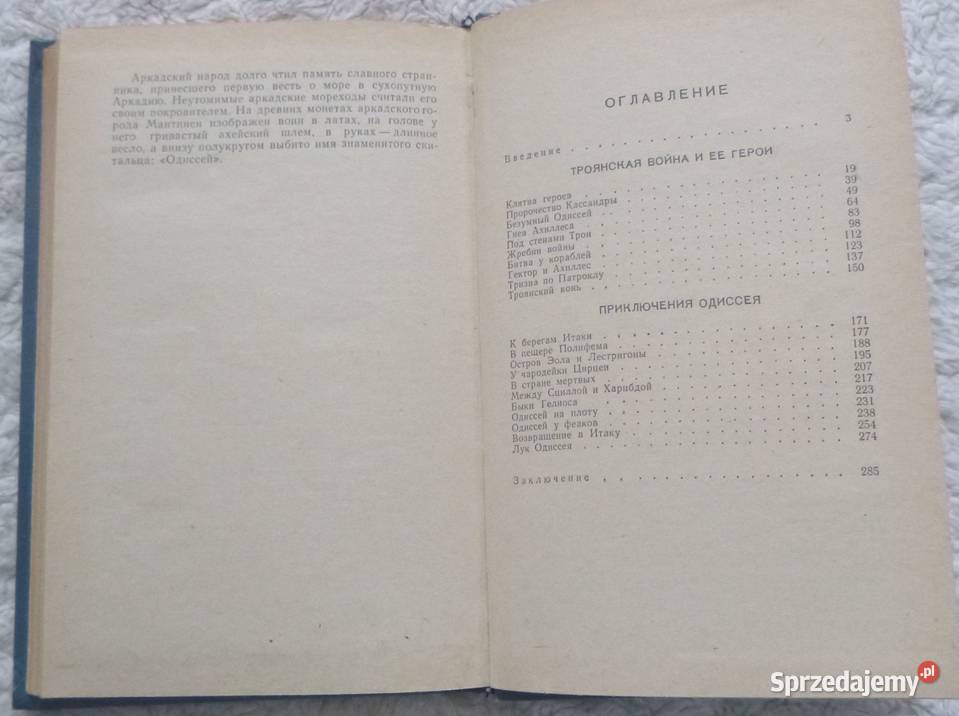 Аркадский народ долго чтил память славного стран-
ника, принесшего первую весть о море в сухопутную
Аркадию. Неутомимые аркадские мореходы считали его
своим покровителем. На древних монетах аркадского го-
рода Мантинеи изображен воин в латах, на голове у
него гривастый ахейский шлем, в руках — длинное
весло, а внизу полукругом выбито имя знаменитого ски-
тальца: «Одиссей».
ОГЛАВЛЕНИЕ
Введение 3
ТРОЯНСКАЯ ВОЙНА И ЕЕ ГЕРОИ
Клятва героев 19
Пророчество Кассандры 39
Безумный Одиссей 49
Гнев Ахиллеса 64
Под стенами Трои 83
Жребии войны 98
Битва у кораблей 112
Гектор и Ахиллес 123
Тризна по Патроклу 137
Троянский конь 150
ПРИКЛЮЧЕНИЯ ОДИССЕЯ
К берегам Итаки 171
В пещере Полифема 177
Остров Эола и Лестригоны 188
У чародейки Цирцеи 195
В стране мертвых 207
Между Сциллой и Харибдой 217
Быки Гелиоса 223
Одиссей на плоту 231
Одиссей у феаков 238
Возвращение в Итаку 254
Лук Одиссея 274
Заключение 285
Sprzedajemy.pl